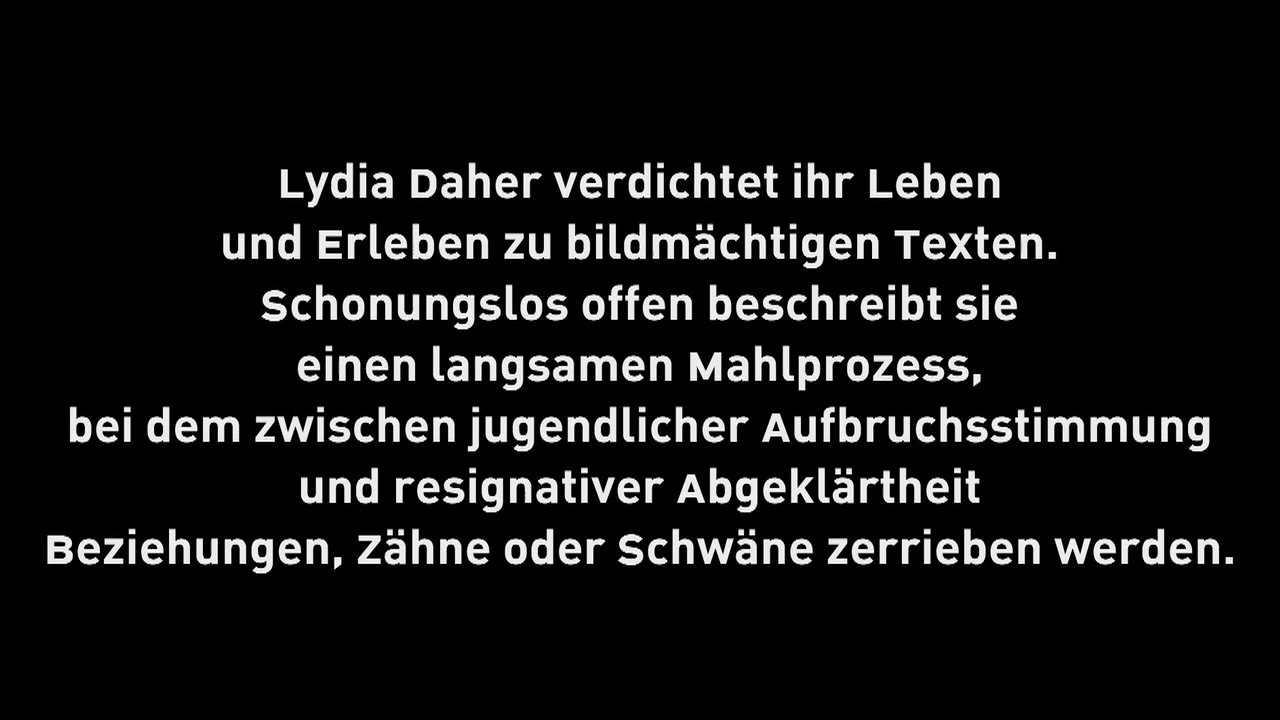 Lydia Daher verdichtet ihr Leben
und Erleben zu bildmächtigen Texten.
Schonungslos offen beschreibt sie
einen langsamen Mahlprozess,
bei dem zwischen jugendlicher Aufbruchsstimmung
und resignativer Abgeklärtheit
Beziehungen, Zähne oder Schwäne zerrieben werden.